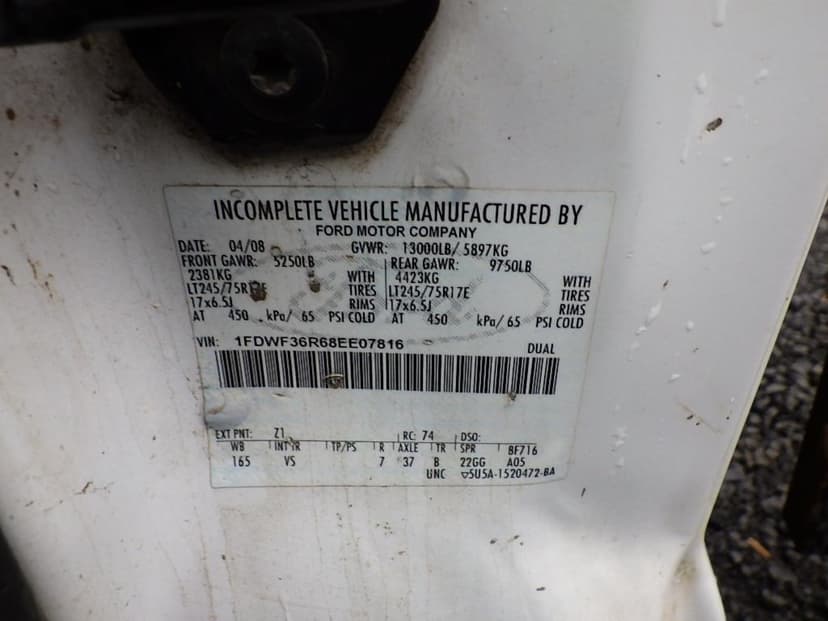 INCOMPLETE VEHICLE MANUFACTURED BY
FORD MOTOR COMPANY
DATE: 04/08 GVWR: 13000LB/ 5897KG
FRONT GAWR: 5250LB REAR GAWR: 9750LB
2381KG WITH 4423KG WITH
LT245/75R17E TIRES LT245/75R17E TIRES
17x6.5J RIMS 17x6.5J RIMS
AT 450 kPa/ 65 PSI COLD AT 450 kPa/ 65 PSI COLD
VIN: 1FDWF36R68EE07816 DUAL
EXT PNT: Z1 RC: 74 DSO:
WB INT TR TP/PS R AXLE TR SPR BF716
165 VS 7 37 B 22GG A05
UNC 5U5A-1520472-BA